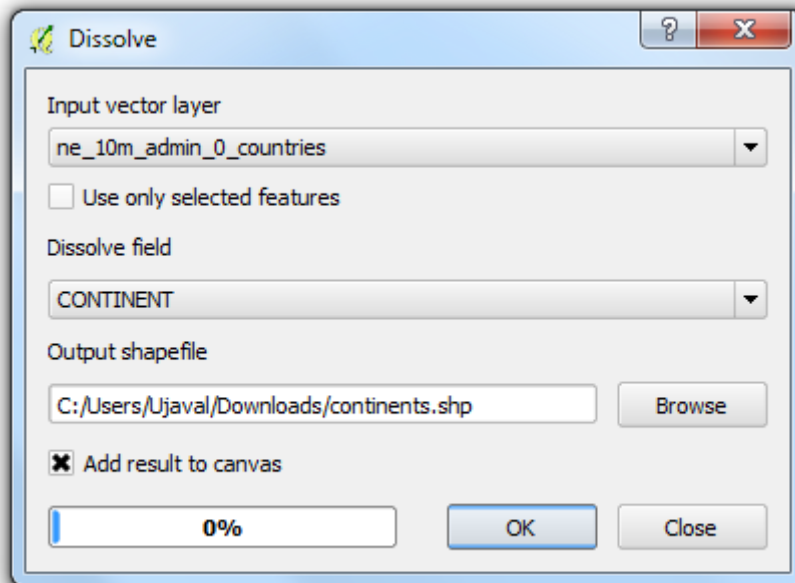 Dissolve
Input vector layer
ne_10m_admin_0_countries
Use only selected features
Dissolve field
CONTINENT
Output shapefile
C:/Users/Ujaval/Downloads/continents.shp
Browse
Add result to canvas
0%
OK
Close